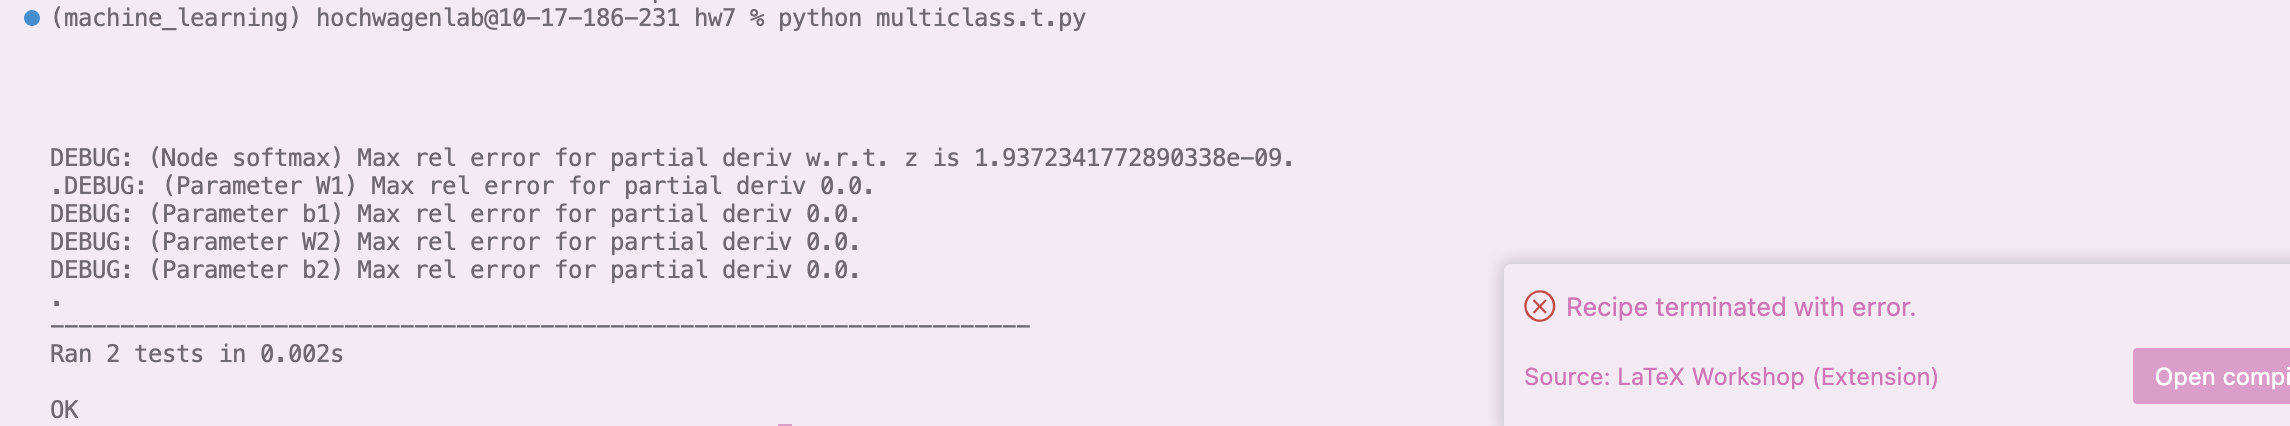 (machine_learning) hochwagenlab@10-17-186-231 hw7 % python multiclass.t.py
DEBUG: (Node softmax) Max rel error for partial deriv w.r.t. z is 1.9372341772890338e-09.
.DEBUG: (Parameter W1) Max rel error for partial deriv 0.0.
DEBUG: (Parameter b1) Max rel error for partial deriv 0.0.
DEBUG: (Parameter W2) Max rel error for partial deriv 0.0.
DEBUG: (Parameter b2) Max rel error for partial deriv 0.0.
.
----------------------------------------------------------------------
Ran 2 tests in 0.002s
OK
Recipe terminated with error.
Source: LaTeX Workshop (Extension)
Open compi